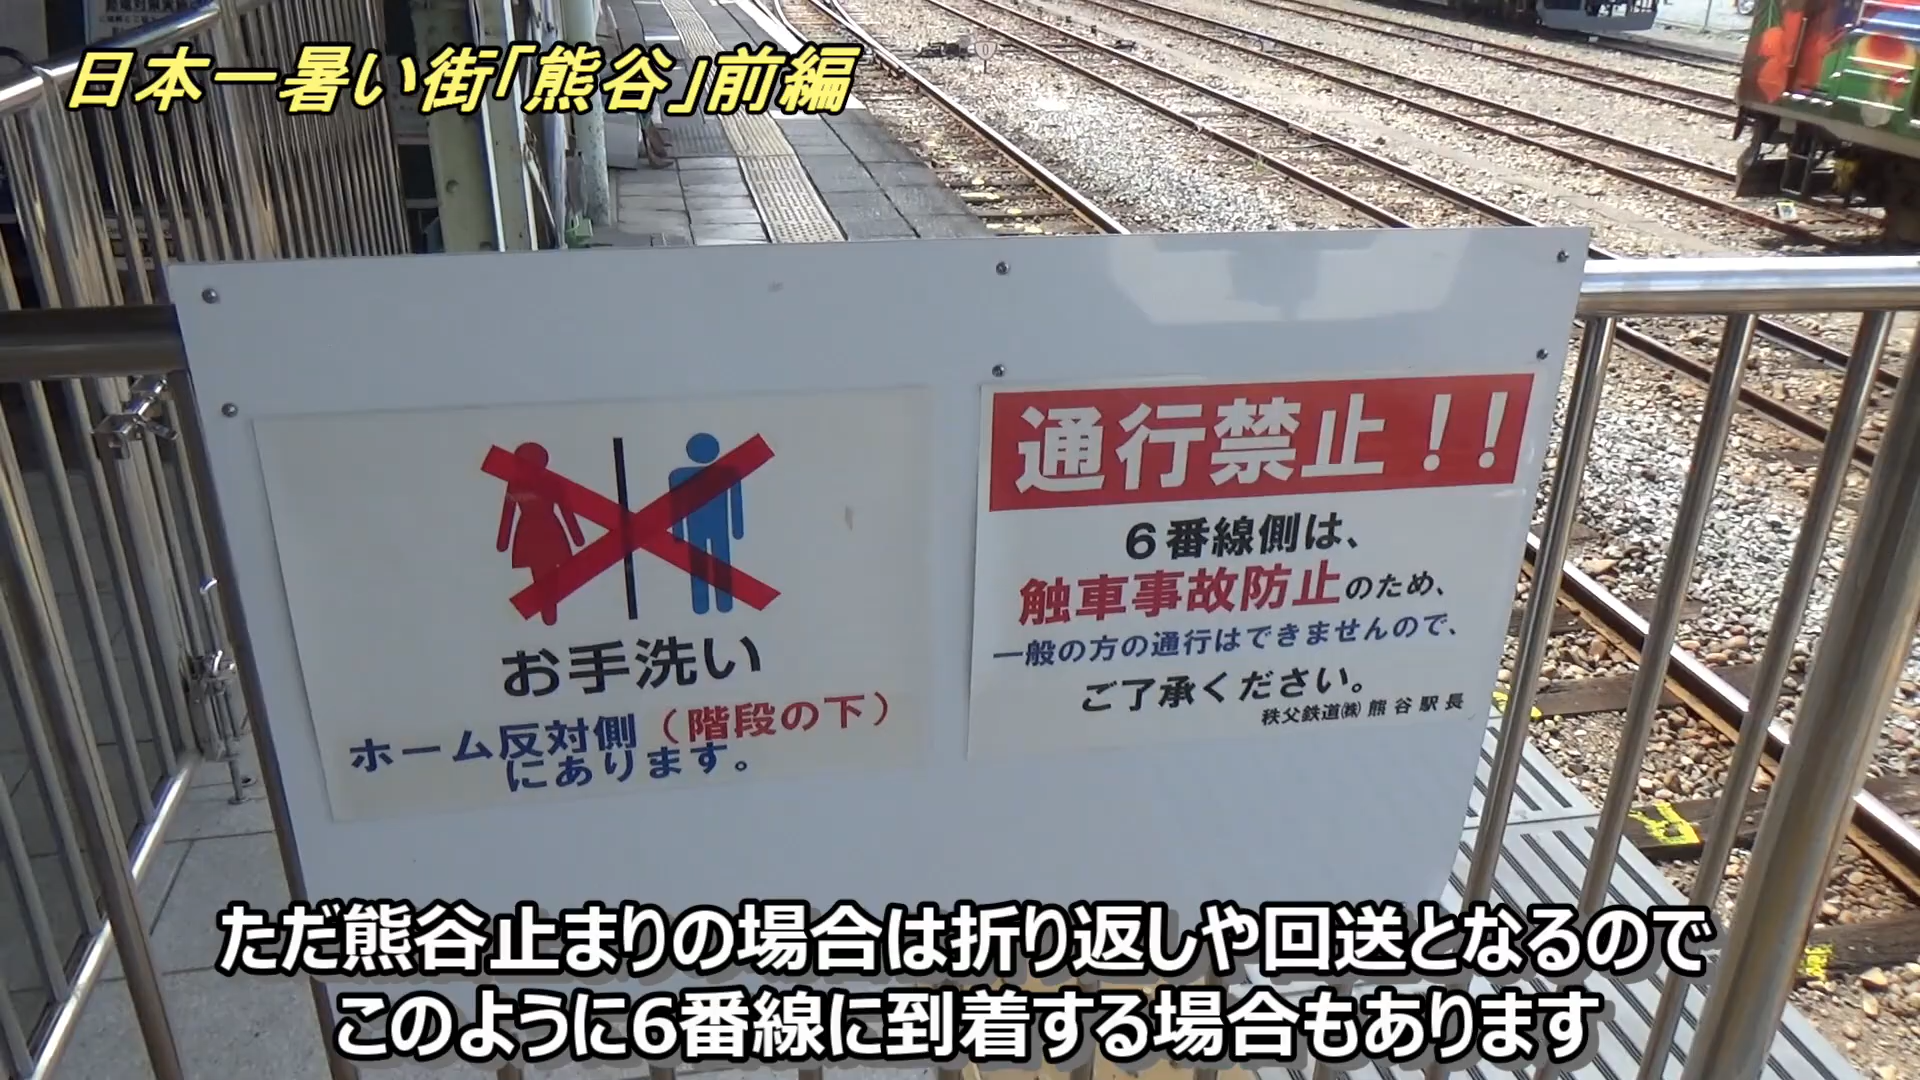 日本一暑い街「熊谷」前編
お手洗い
ホーム反対側（階段の下）
にあります。
通行禁止！！
６番線側は、
触車事故防止のため、
一般の方の通行はできませんので、
ご了承ください。
秩父鉄道㈱ 熊谷駅長
ただ熊谷止まりの場合は折り返しや回送となるので
このように6番線に到着する場合もあります